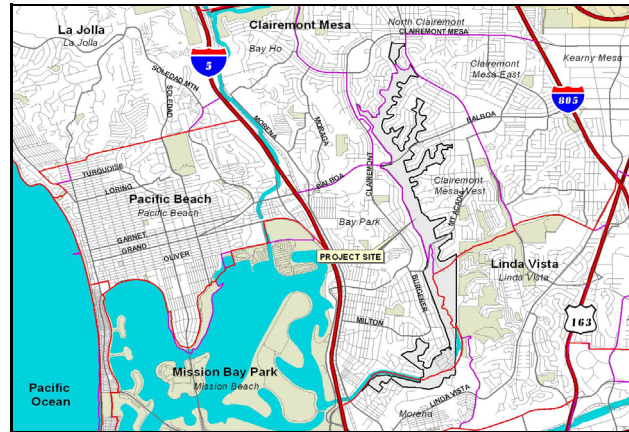 La Jolla
La Jolla
Clairemont Mesa
Bay Ho
North Clairemont
CLAIREMONT MESA
Clairemont
Mesa East
Kearny Mesa
5
805
SOLEDAD MTN
SOLEDAD
MORENA
MORAGA
CLAIREMONT
BALBOA
TURQUOISE
LORING
BALBOA
Pacific Beach
Pacific Beach
Clairemont
Mesa West
MT ACADIA
Bay Park
GARNET
GRAND
OLIVER
PROJECT SITE
Linda Vista
Linda Vista
BURGENER
MILTON
163
Mission Bay Park
Mission Beach
Pacific
Ocean
LINDA VISTA
Morena